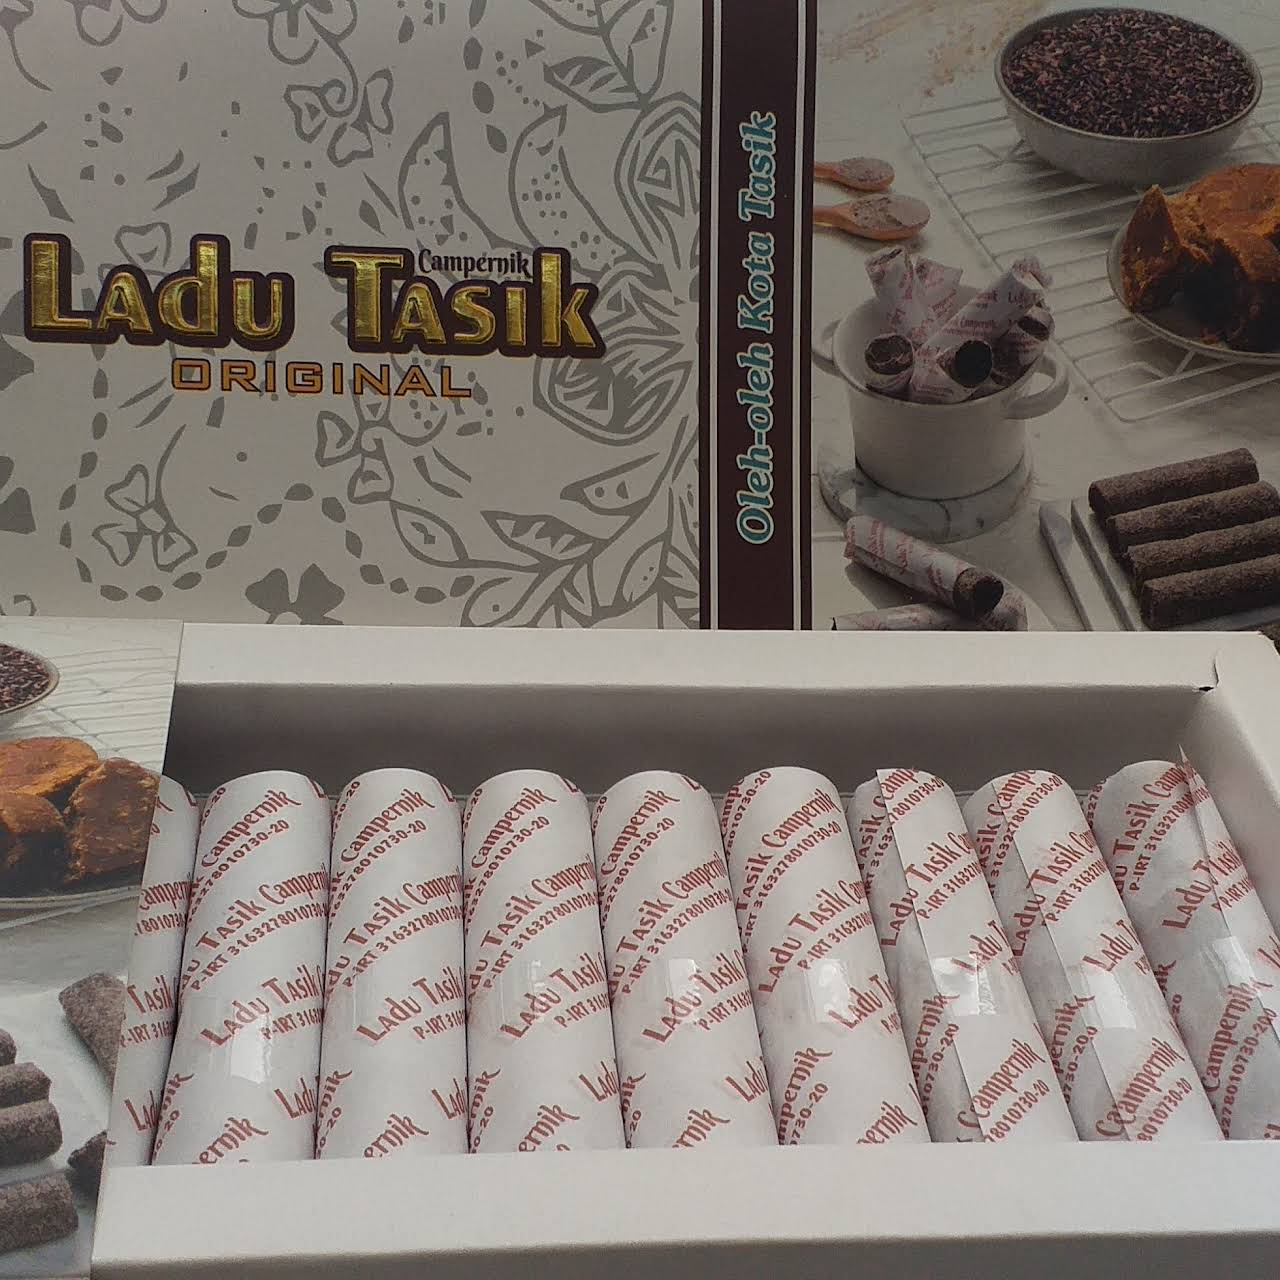 Ladu Tasik
Campernik
ORIGINAL
Oleh-oleh Kota Tasik
Ladu Tasik Campernik
P-IRT 3163278010730-20